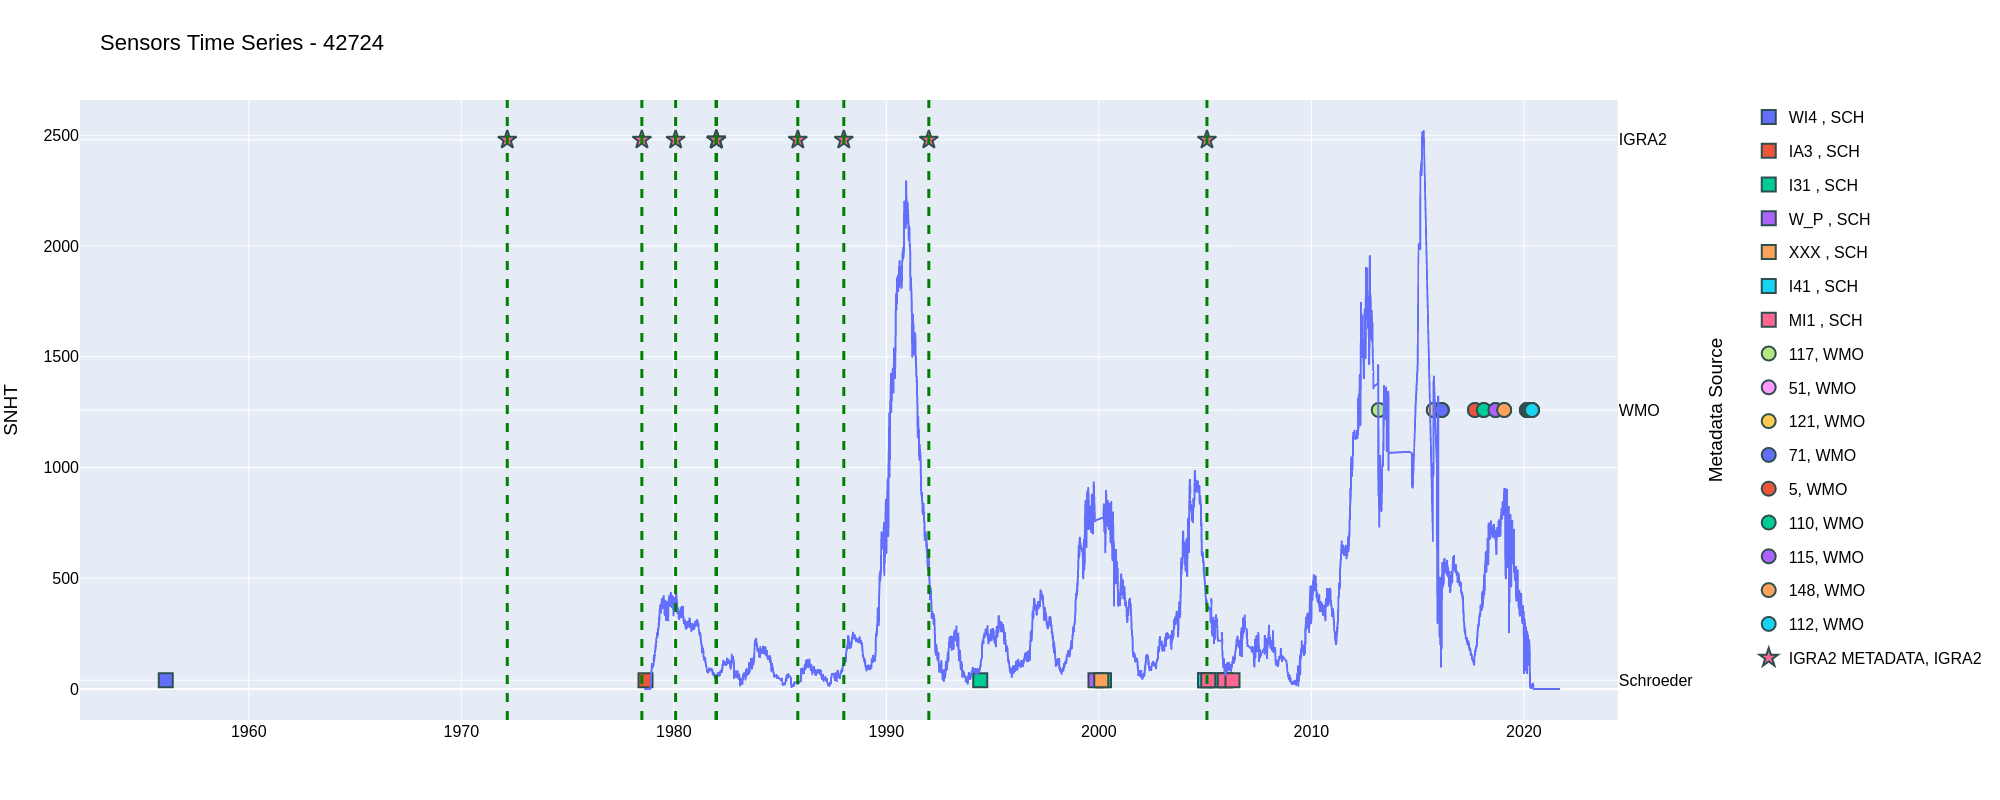 Sensors Time Series - 42724
SNHT
2500
2000
1500
1000
500
0
1960
1970
1980
1990
2000
2010
2020
IGRA2
WMO
Schroeder
Metadata Source
WI4 , SCH
IA3 , SCH
I31 , SCH
W_P , SCH
XXX , SCH
I41 , SCH
MI1 , SCH
117, WMO
51, WMO
121, WMO
71, WMO
5, WMO
110, WMO
115, WMO
148, WMO
112, WMO
IGRA2 METADATA, IGRA2